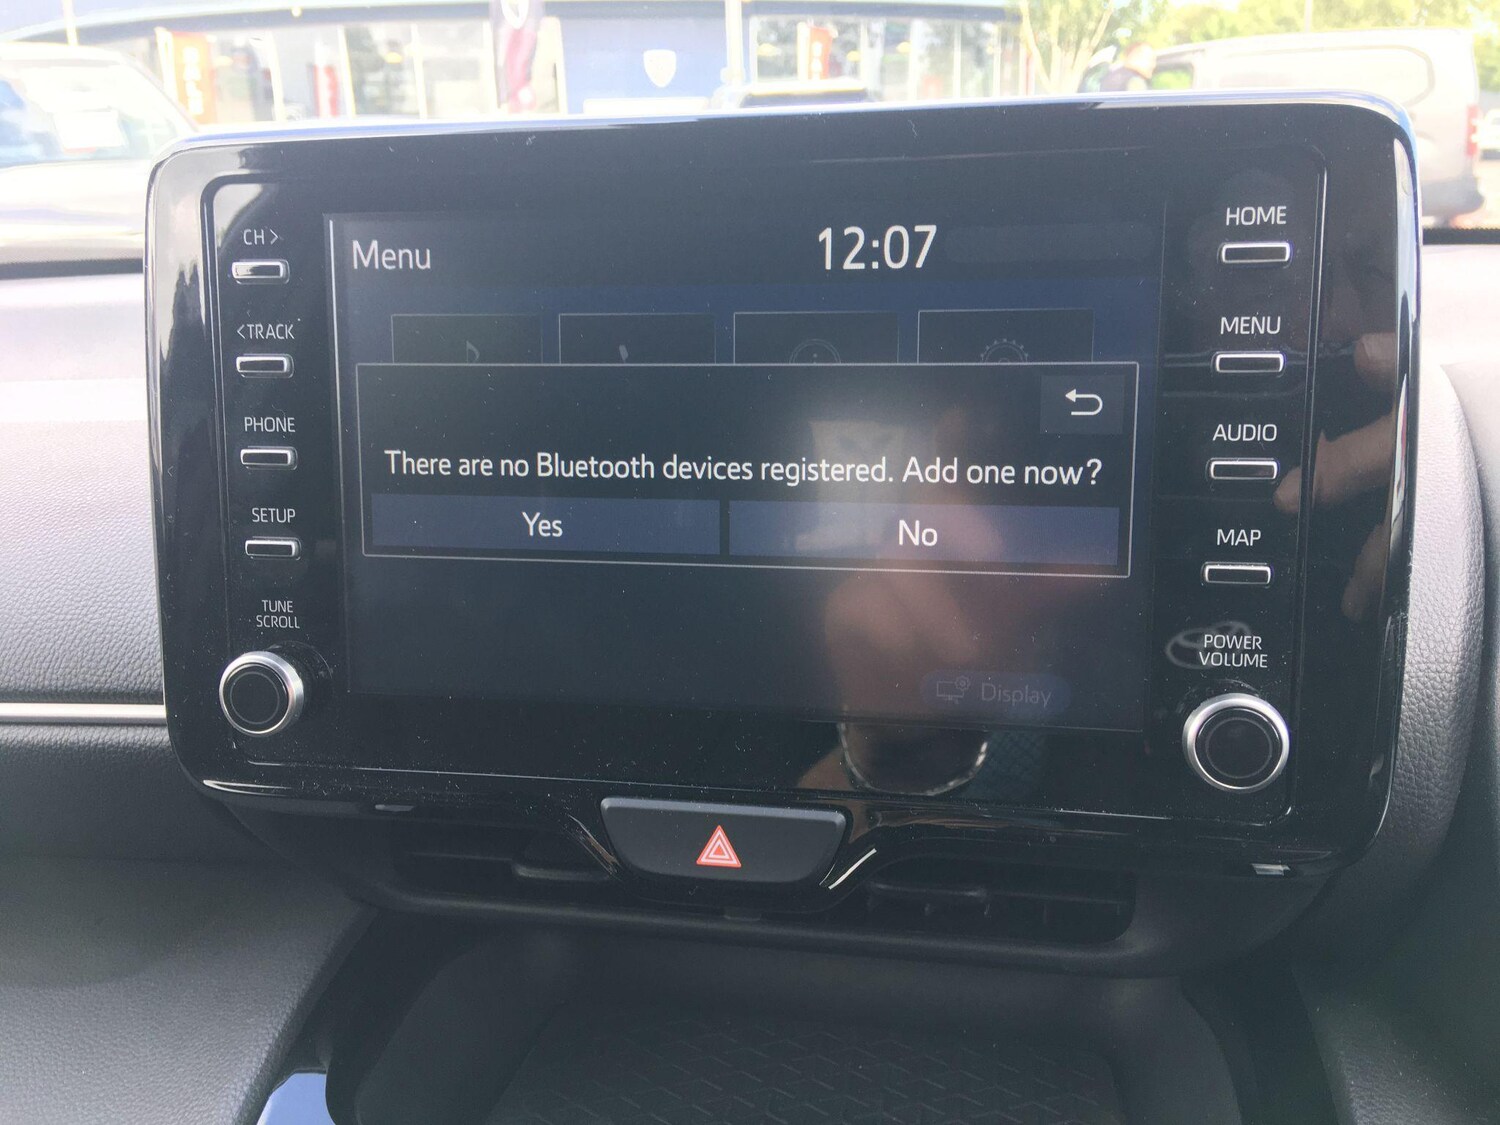 CH >
< TRACK
PHONE
SETUP
TUNE
SCROLL
Menu
12:07
There are no Bluetooth devices registered. Add one now?
Yes
No
Display
HOME
MENU
AUDIO
MAP
POWER
VOLUME